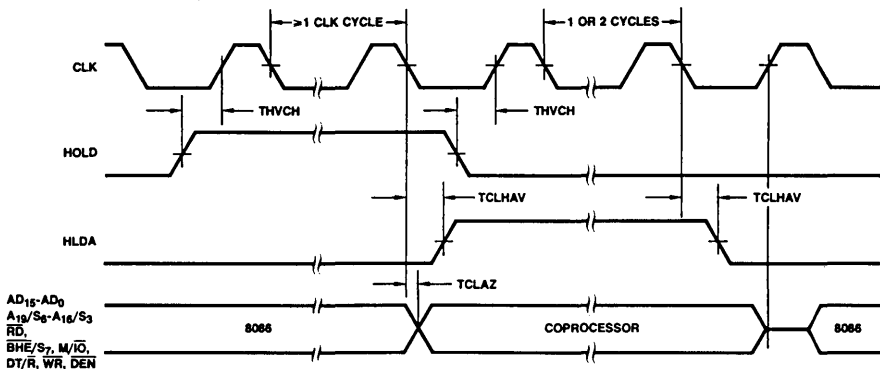 ≥1 CLK CYCLE
1 OR 2 CYCLES
CLK
THVCH
THVCH
HOLD
TCLHAV
TCLHAV
HLDA
TCLAZ
AD15-AD0
A19/S6-A16/S3
RD,
BHE/S7, M/IO,
DT/R, WR, DEN
8086
COPROCESSOR
8086